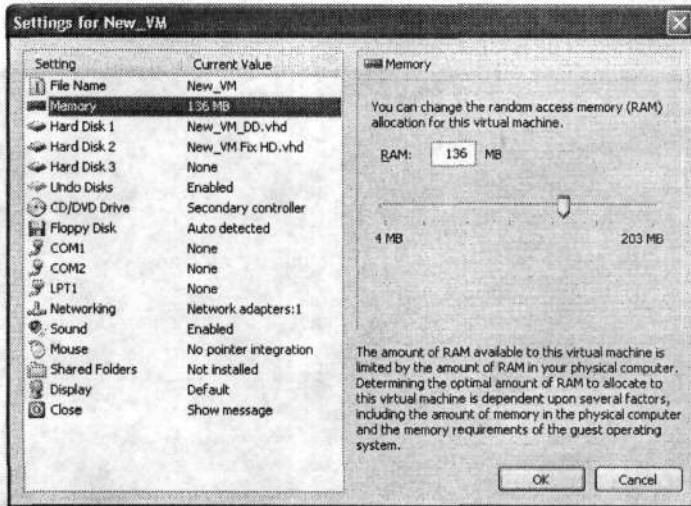 Settings for New_VM
Setting Current Value
File Name New_VM
Memory 136 MB
Hard Disk 1 New_VM_DD.vhd
Hard Disk 2 New_VM Fix HD.vhd
Hard Disk 3 None
Undo Disks Enabled
CD/DVD Drive Secondary controller
Floppy Disk Auto detected
COM1 None
COM2 None
LPT1 None
Networking Network adapters:1
Sound Enabled
Mouse No pointer integration
Shared Folders Not installed
Display Default
Close Show message
Memory
You can change the random access memory (RAM)
allocation for this virtual machine.
RAM: 136 MB
4 MB 203 MB
The amount of RAM available to this virtual machine is
limited by the amount of RAM in your physical computer.
Determining the optimal amount of RAM to allocate to
this virtual machine is dependent upon several factors,
including the amount of memory in the physical computer
and the memory requirements of the guest operating
system.
OK Cancel